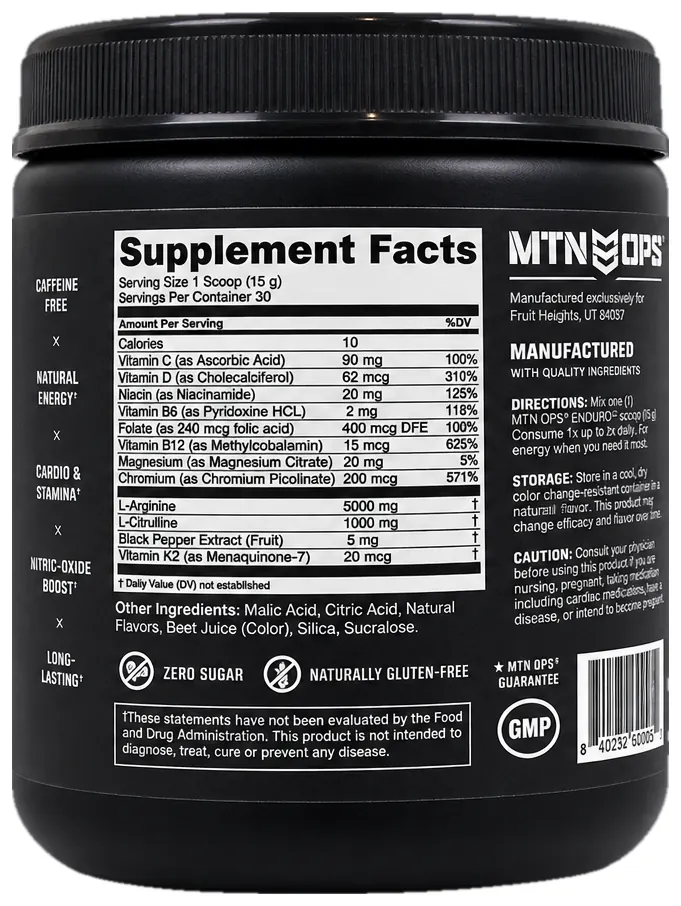 CAFFEINE
FREE
x
NATURAL
ENERGY†
x
CARDIO &
STAMINA†
x
NITRIC-OXIDE
BOOST†
x
LONG-
LASTING†
Supplement Facts
Serving Size 1 Scoop (15 g)
Servings Per Container 30
Amount Per Serving %DV
Calories 10
Vitamin C (as Ascorbic Acid) 90 mg 100%
Vitamin D (as Cholecalciferol) 62 mcg 310%
Niacin (as Niacinamide) 20 mg 125%
Vitamin B6 (as Pyridoxine HCL) 2 mg 118%
Folate (as 240 mcg folic acid) 400 mcg DFE 100%
Vitamin B12 (as Methylcobalamin) 15 mcg 625%
Magnesium (as Magnesium Citrate) 20 mg 5%
Chromium (as Chromium Picolinate) 200 mcg 571%
L-Arginine 5000 mg †
L-Citrulline 1000 mg †
Black Pepper Extract (Fruit) 5 mg †
Vitamin K2 (as Menaquinone-7) 20 mcg †
† Daliy Value (DV) not established
Other Ingredients: Malic Acid, Citric Acid, Natural
Flavors, Beet Juice (Color), Silica, Sucralose.
ZERO SUGAR
NATURALLY GLUTEN-FREE
†These statements have not been evaluated by the Food
and Drug Administration. This product is not intended to
diagnose, treat, cure or prevent any disease.
MTN OPS
Manufactured exclusively for
Fruit Heights, UT 84037
MANUFACTURED
WITH QUALITY INGREDIENTS
DIRECTIONS: Mix one (1)
MTN OPS® scoop (15 g)
Consume 1x up to 2x daily. For
energy when you need it most.
STORAGE: Store in a cool, dry
color change-resistant container in a
natural flavor. This product may
change efficacy and flavor over time.
CAUTION: Consult your physician
before using this product if you are
nursing, pregnant, taking medication
including cardiac medications, have a
disease, or intend to become pregnant.
★ MTN OPS®
GUARANTEE
GMP
8 40232 60005 3